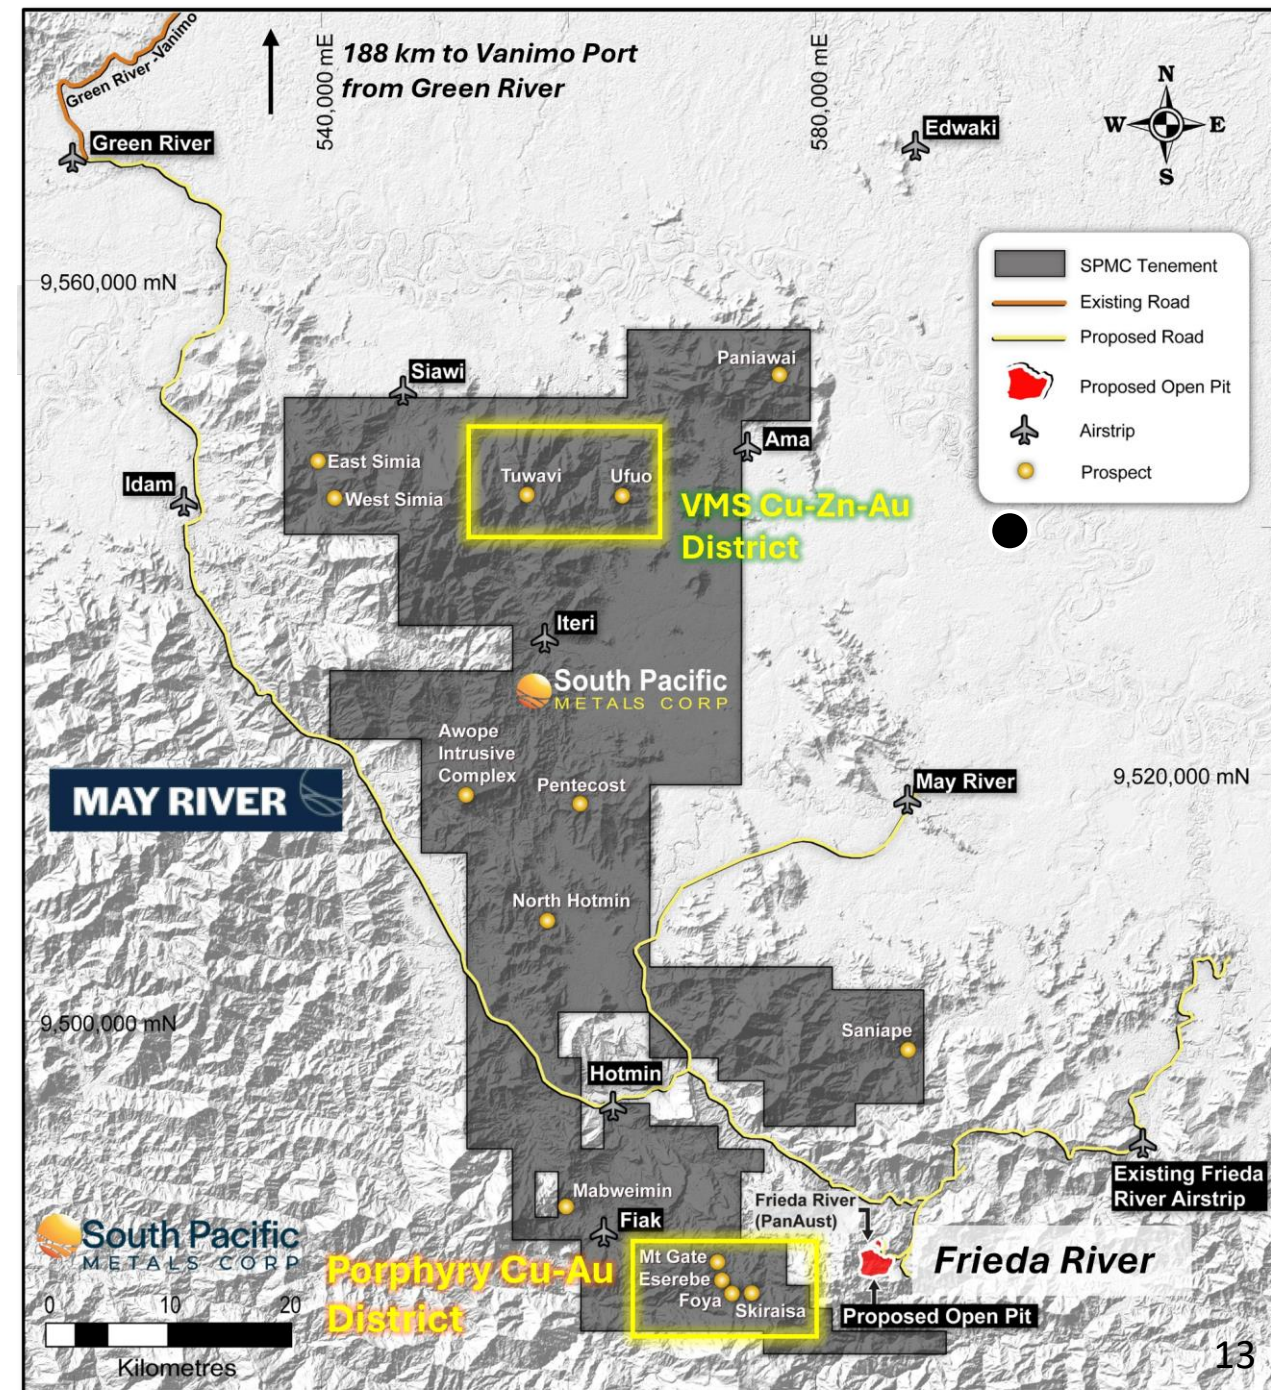 188 km to Vanimo Port
from Green River
540,000 mE
580,000 mE
Green River -Vanimo
Green River
Edwaki
N
W
E
S
9,560,000 mN
SPMC Tenement
Existing Road
Proposed Road
Proposed Open Pit
Airstrip
Prospect
Paniawai
Siawi
Ama
East Simia
West Simia
Tuwavi
Ufuo
Idam
VMS Cu-Zn-Au
District
Iteri
South Pacific
METALS CORP
Awope
Intrusive
Complex
Pentecost
MAY RIVER
May River
9,520,000 mN
North Hotmin
9,500,000 mN
Saniape
Hotmin
Existing Frieda
River Airstrip
Mabweimin
Frieda River
(PanAust)
Fiak
South Pacific
METALS CORP
Porphyry Cu-Au
District
Mt Gate
Eserebe
Foya
Skiraisa
Frieda River
Proposed Open Pit
0
10
20
Kilometres
13